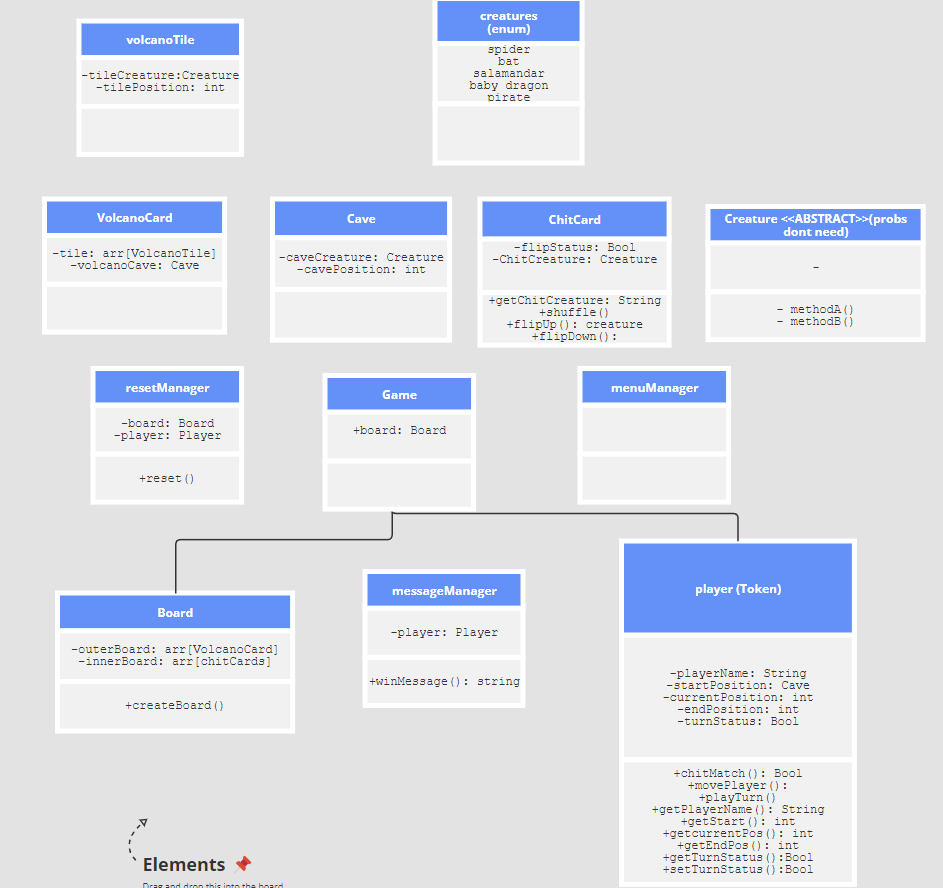 volcanoTile
-tileCreature:Creature
-tilePosition: int
creatures
(enum)
spider
bat
salamandar
baby dragon
pirate
VolcanoCard
-tile: arr[VolcanoTile]
-volcanoCave: Cave
Cave
-caveCreature: Creature
-cavePosition: int
ChitCard
-flipStatus: Bool
-ChitCreature: Creature
+getChitCreature: String
+shuffle()
+flipUp(): creature
+flipDown():
Creature <<ABSTRACT>>(probs
dont need)
-
- methodA()
- methodB()
resetManager
-board: Board
-player: Player
+reset()
Game
+board: Board
menuManager
Board
-outerBoard: arr[VolcanoCard]
-innerBoard: arr[chitCards]
+createBoard()
messageManager
-player: Player
+winMessage(): string
player (Token)
-playerName: String
-startPosition: Cave
-currentPosition: int
-endPosition: int
-turnStatus: Bool
+chitMatch(): Bool
+movePlayer():
+playTurn()
+getPlayerName(): String
+getStart(): int
+getcurrentPos(): int
+getEndPos(): int
+getTurnStatus():Bool
+setTurnStatus():Bool
Elements 📌
Drag and drop this into the board